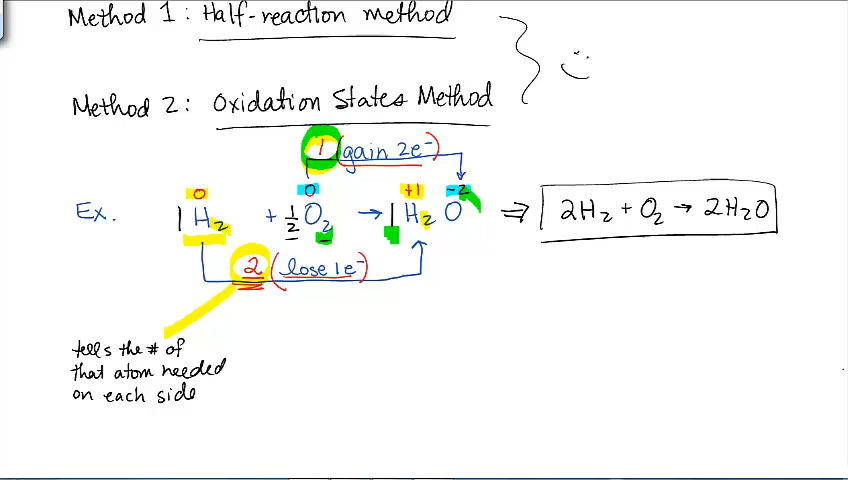 Method 1: Half-reaction method
Method 2: Oxidation States Method
1 (gain 2e⁻)
0 0 +1 -2
Ex. 1 H₂ + ½ O₂ → 1 H₂ O ⇒ 2H₂ + O₂ → 2H₂O
2 (lose 1e⁻)
tells the # of
that atom needed
on each side